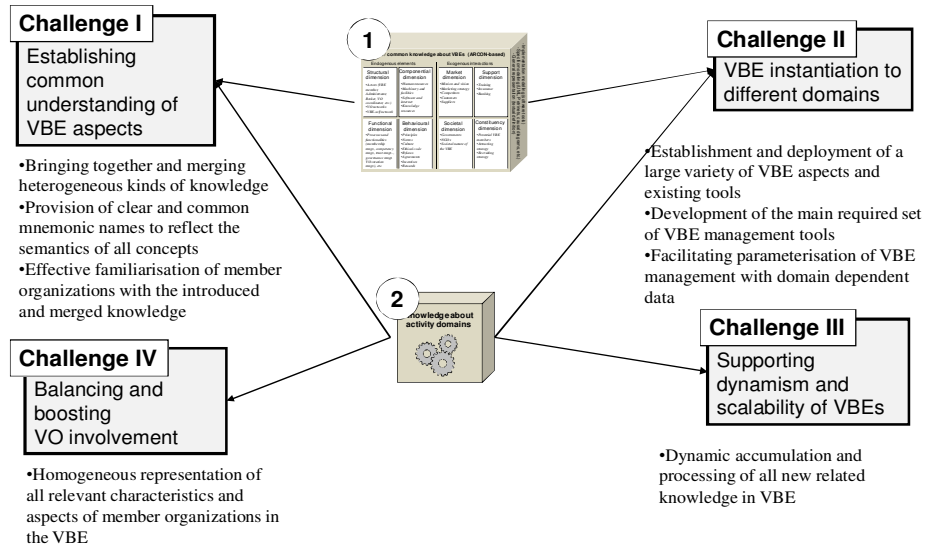 Challenge I
Establishing
common
understanding of
VBE aspects
•Bringing together and merging
heterogeneous kinds of knowledge
•Provision of clear and common
mnemonic names to reflect the
semantics of all concepts
•Effective familiarisation of member
organizations with the introduced
and merged knowledge
1
common knowledge about VBEs (ARCON-based)
Endogenous elements
Exogenous interactions
Structural
dimension
Componential
dimension
Market
dimension
Support
dimension
Functional
dimension
Behavioural
dimension
Societal
dimension
Constituency
dimension
Challenge II
VBE instantiation to
different domains
•Establishment and deployment of a
large variety of VBE aspects and
existing tools
•Development of the main required set
of VBE management tools
•Facilitating parameterisation of VBE
management with domain dependent
data
2
knowledge about
activity domains
Challenge III
Supporting
dynamism and
scalability of VBEs
•Dynamic accumulation and
processing of all new related
knowledge in VBE
Challenge IV
Balancing and
boosting
VO involvement
•Homogeneous representation of
all relevant characteristics and
aspects of member organizations in
the VBE